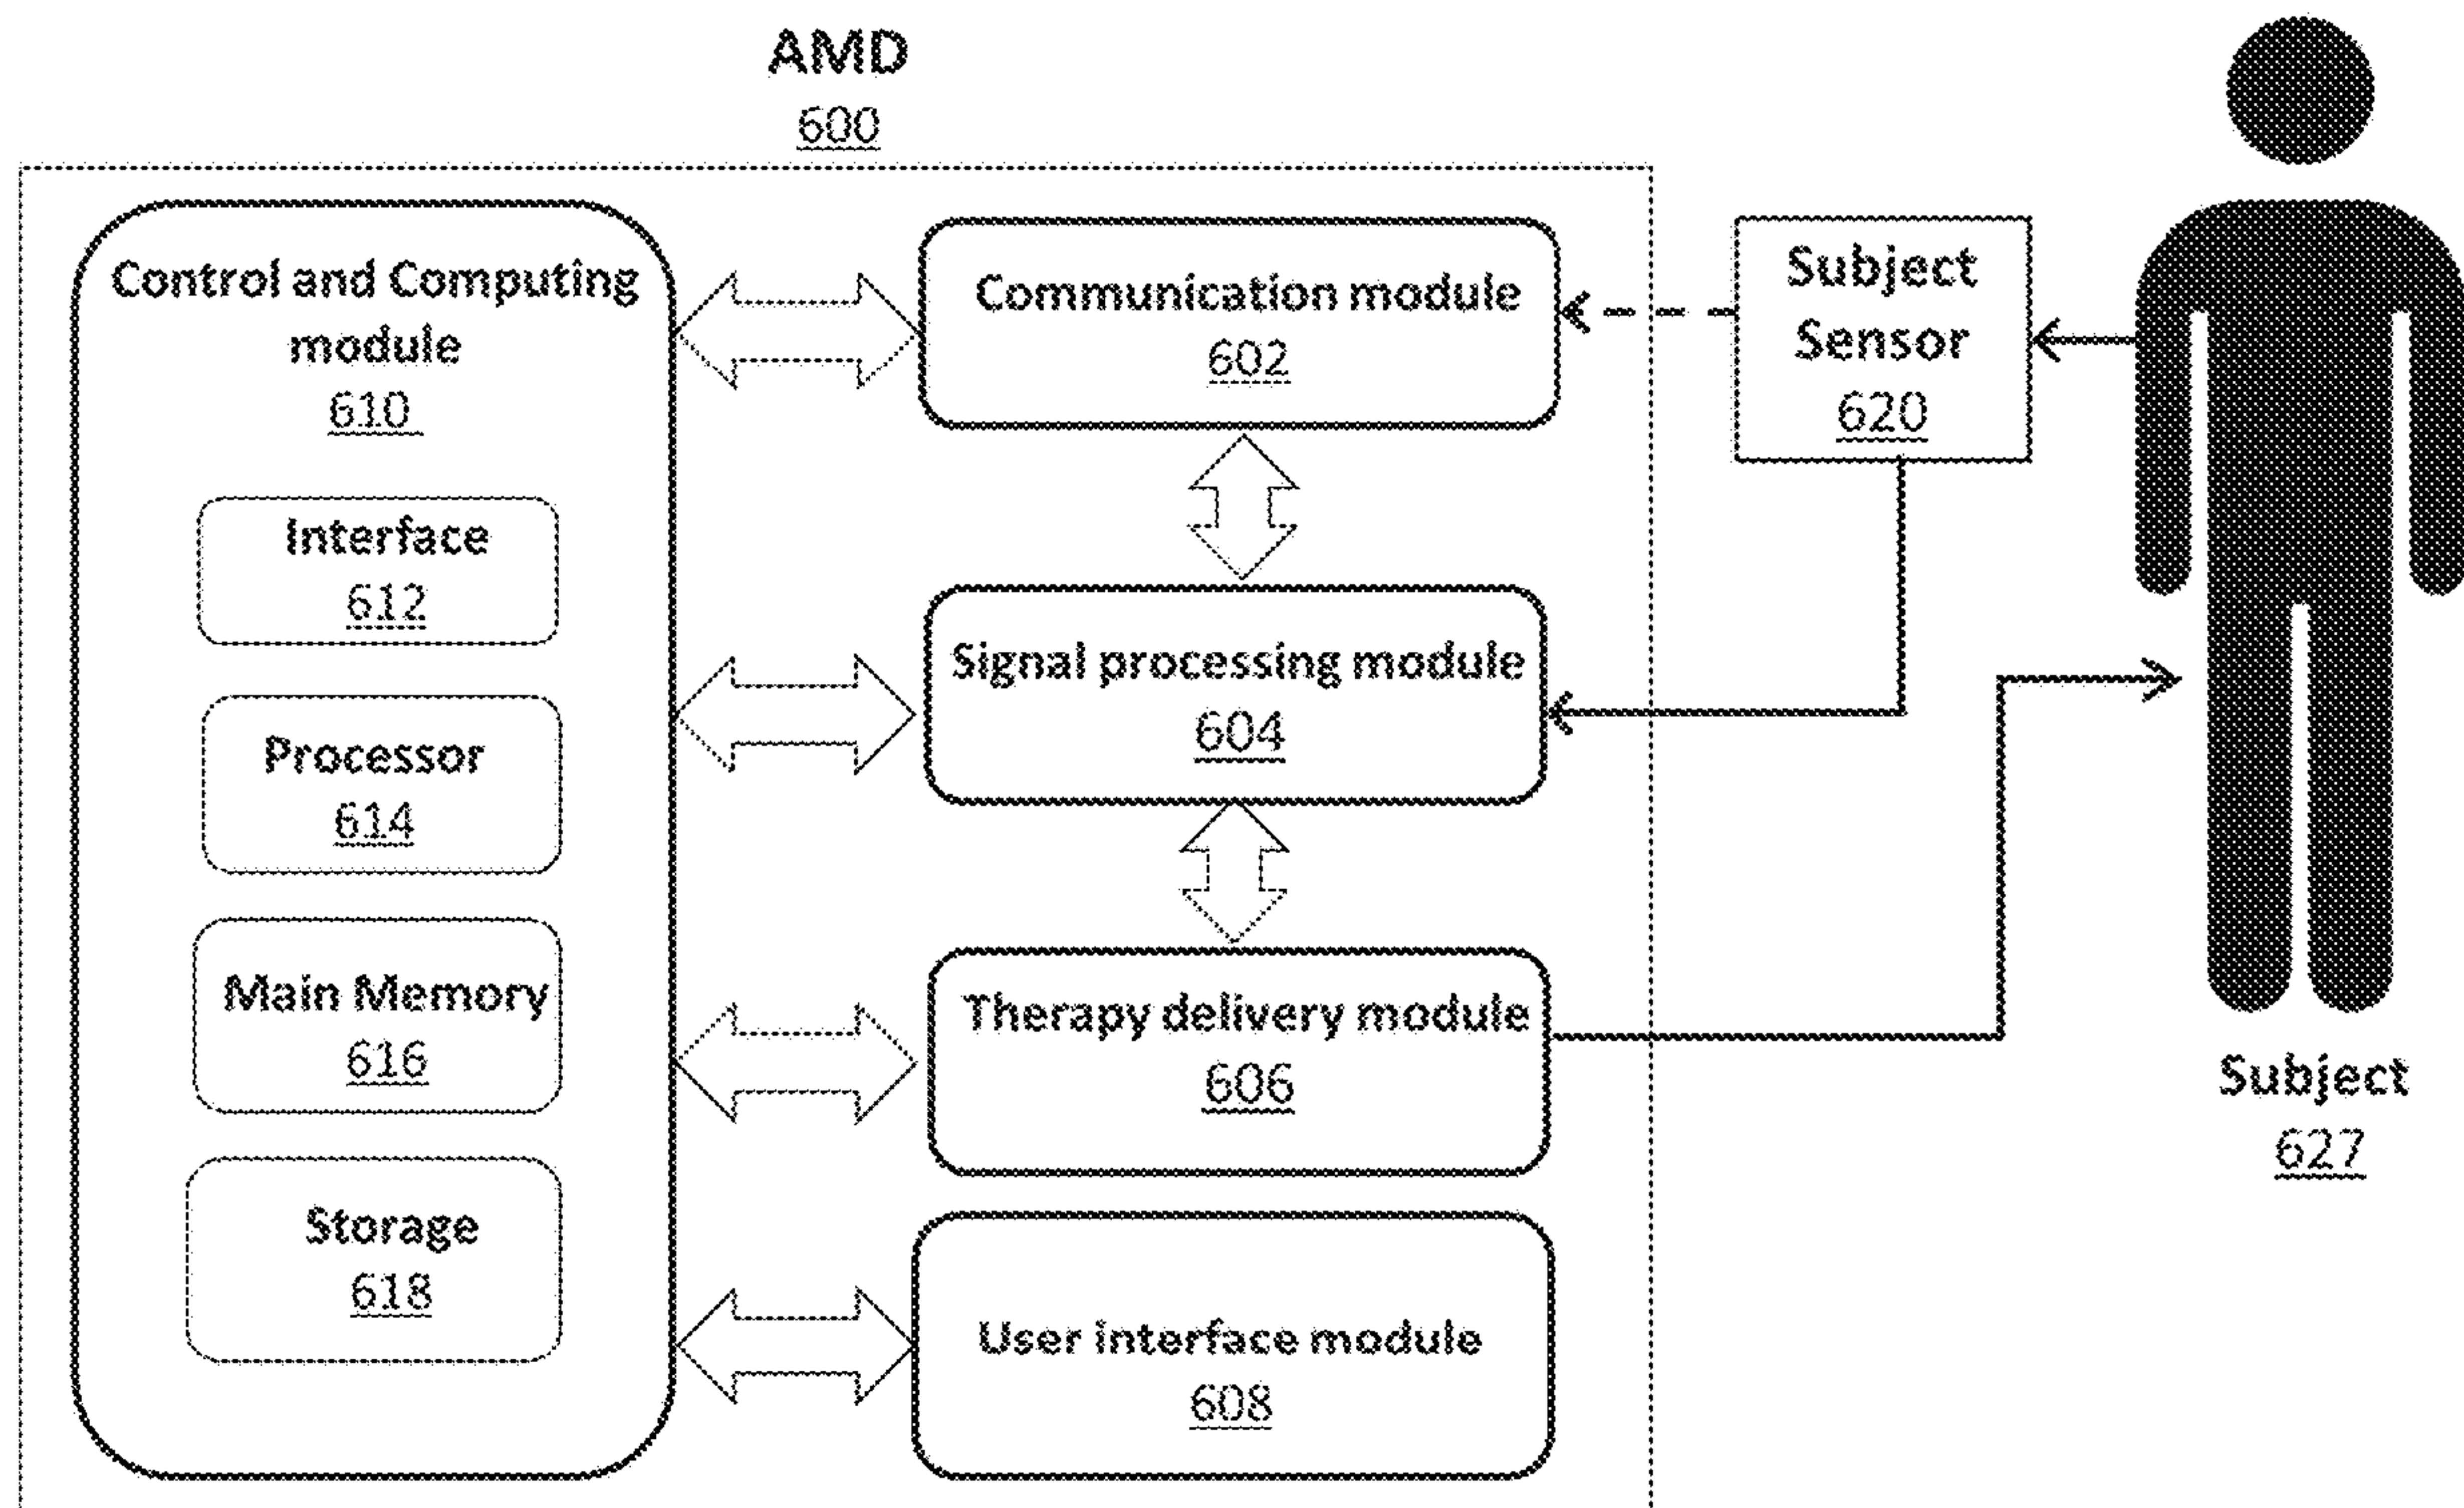 AMD
600
Control and Computing
module
610
Interface
612
Processor
614
Main Memory
616
Storage
618
Communication module
602
Signal processing module
604
Therapy delivery module
606
User interface module
608
Subject
Sensor
620
Subject
627